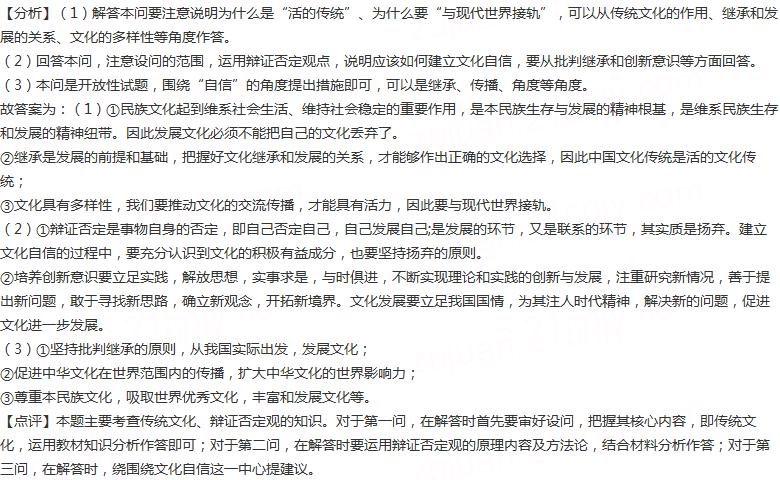 【分析】（1）解答本问要注意说明为什么是“活的传统”、为什么要“与现代世界接轨”，可以从传统文化的作用、继承和发
展的关系、文化的多样性等角度作答。
（2）回答本问，注意设问的范围，运用辩证否定观点，说明应该如何建立文化自信，要从批判继承和创新意识等方面回答。
（3）本问是开放性试题，围绕“自信”的角度提出措施即可，可以是继承、传播、角度等角度。
故答案为：（1）①民族文化起到维系社会生活、维持社会稳定的重要作用，是本民族生存与发展的精神根基，是维系民族生存
和发展的精神纽带。因此发展文化必须不能把自己的文化丢弃了。
②继承是发展的前提和基础，把握好文化继承和发展的关系，才能够作出正确的文化选择，因此中国文化传统是活的文化传
统；
③文化具有多样性，我们要推动文化的交流传播，才能具有活力，因此要与现代世界接轨。
（2）①辩证否定是事物自身的否定，即自己否定自己，自己发展自己;是发展的环节，又是联系的环节，其实质是扬弃。建立
文化自信的过程中，要充分认识到文化的积极有益成分，也要坚持扬弃的原则。
②培养创新意识要立足实践，解放思想，实事求是，与时俱进，不断实现理论和实践的创新与发展，注重研究新情况，善于提
出新问题，敢于寻找新思路，确立新观念，开拓新境界。文化发展要立足我国国情，为其注人时代精神，解决新的问题，促进
文化进一步发展。
（3）①坚持批判继承的原则，从我国实际出发，发展文化；
②促进中华文化在世界范围内的传播，扩大中华文化的世界影响力；
③尊重本民族文化，吸取世界优秀文化，丰富和发展文化等。
【点评】本题主要考查传统文化、辩证否定观的知识。对于第一问，在解答时首先要审好设问，把握其核心内容，即传统文
化，运用教材知识分析作答即可；对于第二问，在解答时要运用辩证否定观的原理内容及方法论，结合材料分析作答；对于第
三问，在解答时，绕围绕文化自信这一中心提建议。